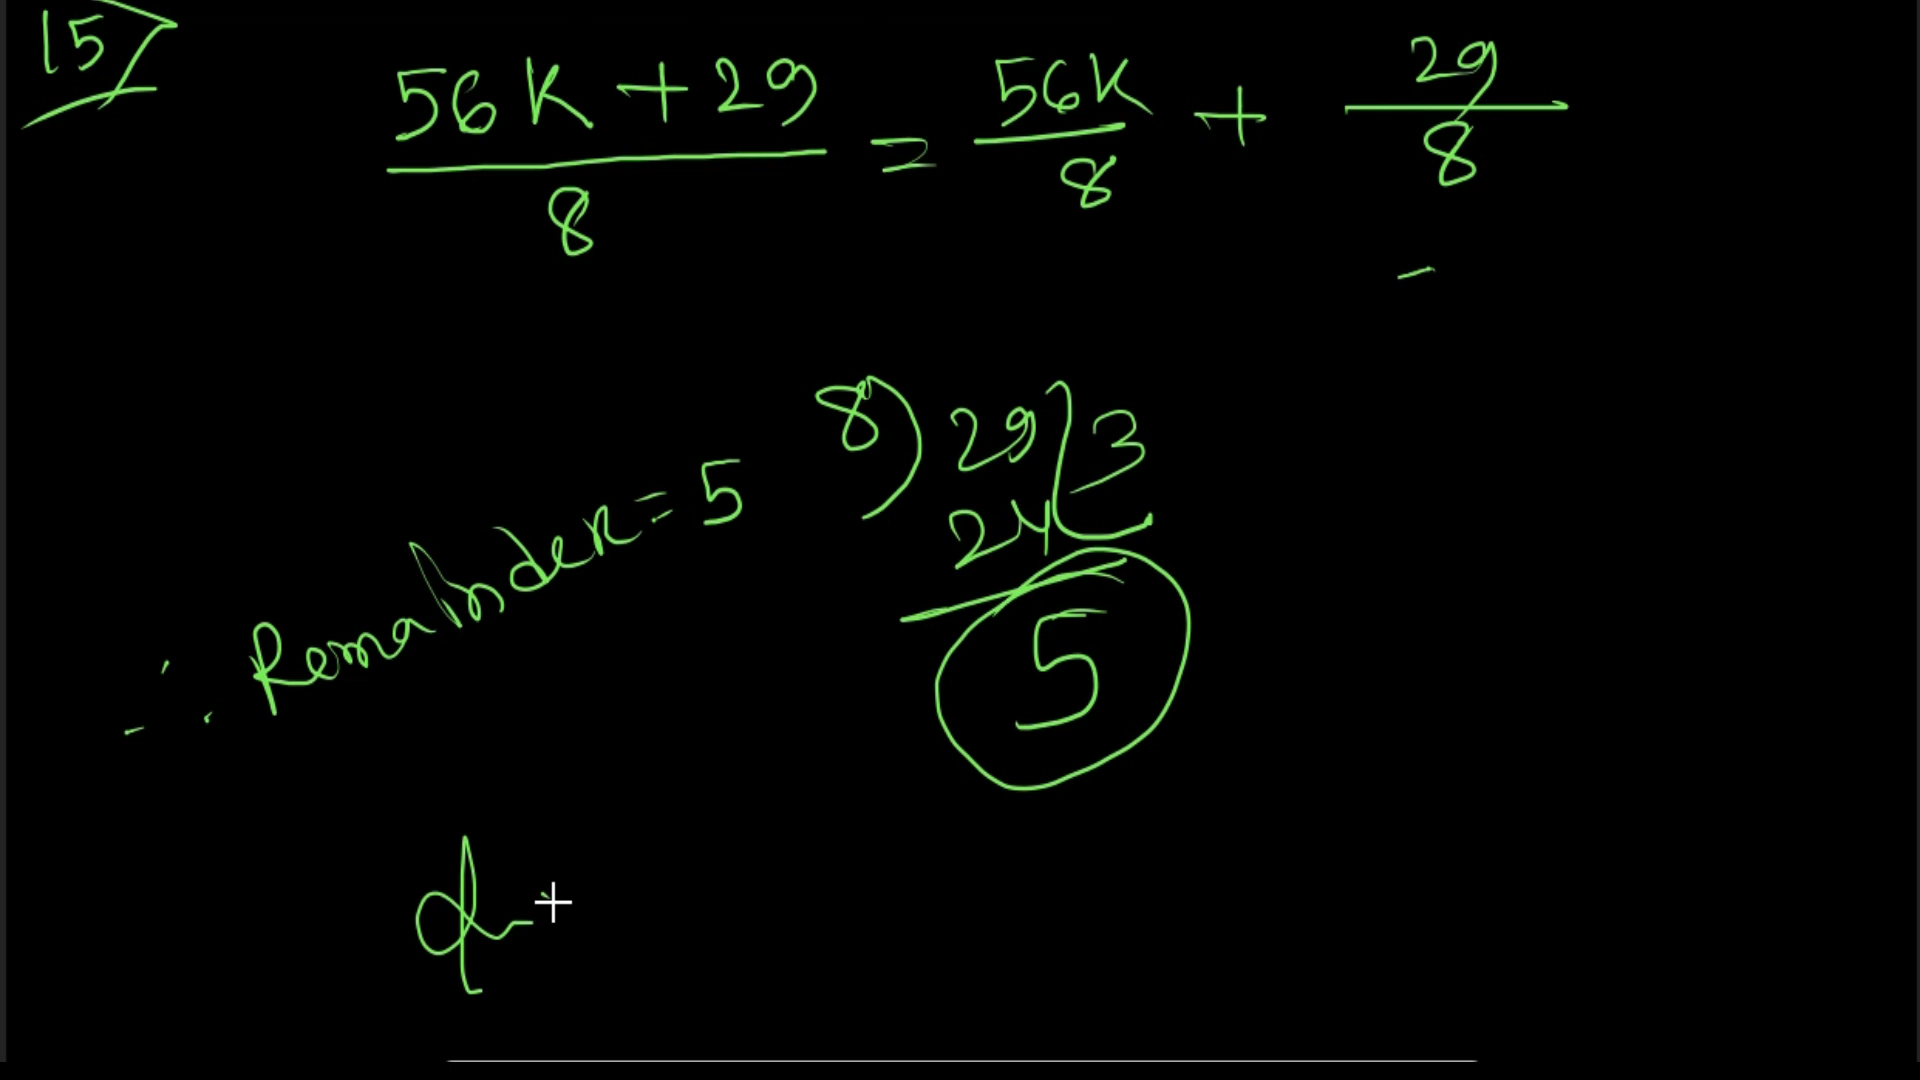 15
56K + 29 / 8 = 56K / 8 + 29 / 8
8) 29 (3
24
5
∴ Remainder = 5